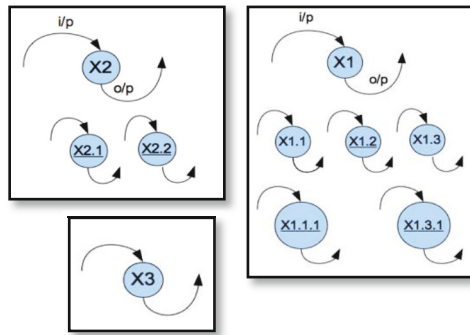 i/p
X2
o/p
X2.1 X2.2
X3
i/p
X1
o/p
X1.1 X1.2 X1.3
X1.1.1 X1.3.1